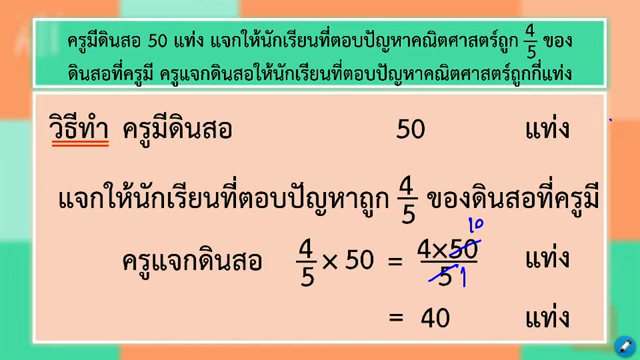 ครูมีดินสอ 50 แท่ง แจกให้นักเรียนที่ตอบปัญหาคณิตศาสตร์ถูก 4/5 ของ
ดินสอที่ครูมี ครูแจกดินสอให้นักเรียนที่ตอบปัญหาคณิตศาสตร์ถูกกี่แท่ง
วิธีทำ ครูมีดินสอ 50 แท่ง
แจกให้นักเรียนที่ตอบปัญหาถูก 4/5 ของดินสอที่ครูมี
10
ครูแจกดินสอ 4/5 × 50 = 4×50/5 แท่ง
1
= 40 แท่ง